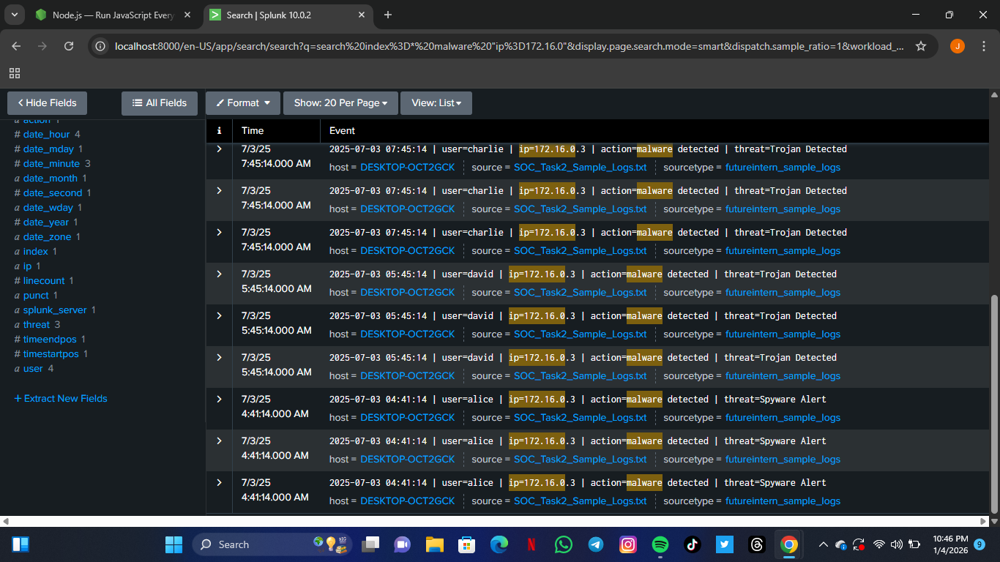 Node.js — Run JavaScript Every
Search | Splunk 10.0.2
localhost:8000/en-US/app/search/search?q=search%20index%3D*%20malware%20"ip%3D172.16.0"&display.page.search.mode=smart&dispatch.sample_ratio=1&workload_...
J
Hide Fields
All Fields
Format
Show: 20 Per Page
View: List
a action 1
# date_hour 4
# date_mday 1
# date_minute 3
a date_month 1
# date_second 1
a date_wday 1
# date_year 1
a date_zone 1
a index 1
a ip 1
# linecount 1
a punct 1
a splunk_server 1
a threat 3
# timeendpos 1
# timestartpos 1
a user 4
+ Extract New Fields
i Time Event
7/3/25 2025-07-03 07:45:14 | user=charlie | ip=172.16.0.3 | action=malware detected | threat=Trojan Detected
7:45:14.000 AM host = DESKTOP-OCT2GCK source = SOC_Task2_Sample_Logs.txt sourcetype = futureintern_sample_logs
7/3/25 2025-07-03 07:45:14 | user=charlie | ip=172.16.0.3 | action=malware detected | threat=Trojan Detected
7:45:14.000 AM host = DESKTOP-OCT2GCK source = SOC_Task2_Sample_Logs.txt sourcetype = futureintern_sample_logs
7/3/25 2025-07-03 07:45:14 | user=charlie | ip=172.16.0.3 | action=malware detected | threat=Trojan Detected
7:45:14.000 AM host = DESKTOP-OCT2GCK source = SOC_Task2_Sample_Logs.txt sourcetype = futureintern_sample_logs
7/3/25 2025-07-03 05:45:14 | user=david | ip=172.16.0.3 | action=malware detected | threat=Trojan Detected
5:45:14.000 AM host = DESKTOP-OCT2GCK source = SOC_Task2_Sample_Logs.txt sourcetype = futureintern_sample_logs
7/3/25 2025-07-03 05:45:14 | user=david | ip=172.16.0.3 | action=malware detected | threat=Trojan Detected
5:45:14.000 AM host = DESKTOP-OCT2GCK source = SOC_Task2_Sample_Logs.txt sourcetype = futureintern_sample_logs
7/3/25 2025-07-03 05:45:14 | user=david | ip=172.16.0.3 | action=malware detected | threat=Trojan Detected
5:45:14.000 AM host = DESKTOP-OCT2GCK source = SOC_Task2_Sample_Logs.txt sourcetype = futureintern_sample_logs
7/3/25 2025-07-03 04:41:14 | user=alice | ip=172.16.0.3 | action=malware detected | threat=Spyware Alert
4:41:14.000 AM host = DESKTOP-OCT2GCK source = SOC_Task2_Sample_Logs.txt sourcetype = futureintern_sample_logs
7/3/25 2025-07-03 04:41:14 | user=alice | ip=172.16.0.3 | action=malware detected | threat=Spyware Alert
4:41:14.000 AM host = DESKTOP-OCT2GCK source = SOC_Task2_Sample_Logs.txt sourcetype = futureintern_sample_logs
7/3/25 2025-07-03 04:41:14 | user=alice | ip=172.16.0.3 | action=malware detected | threat=Spyware Alert
4:41:14.000 AM host = DESKTOP-OCT2GCK source = SOC_Task2_Sample_Logs.txt sourcetype = futureintern_sample_logs
Search
10:46 PM
1/4/2026
9